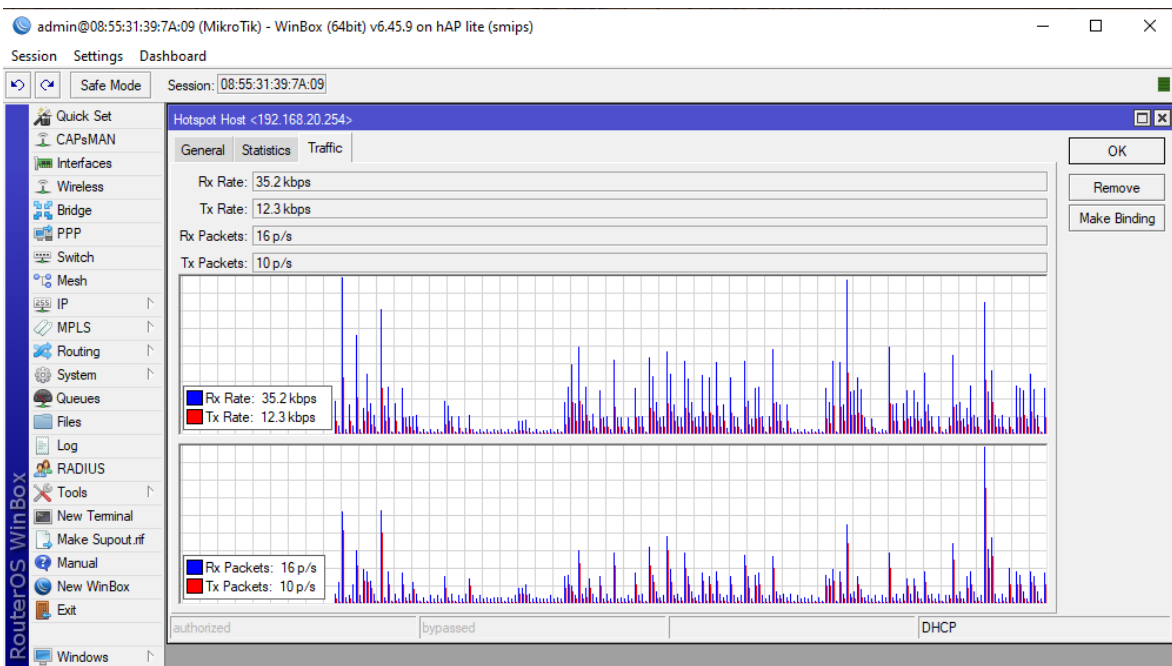 admin@08:55:31:39:7A:09 (MikroTik) - WinBox (64bit) v6.45.9 on hAP lite (smips)
Session Settings Dashboard
Safe Mode Session: 08:55:31:39:7A:09
Quick Set
CAPsMAN
Interfaces
Wireless
Bridge
PPP
Switch
Mesh
255 IP
MPLS
Routing
System
Queues
Files
Log
RADIUS
Tools
New Terminal
Make Supout.rif
Manual
New WinBox
Exit
Windows
RouterOS WinBox
Hotspot Host <192.168.20.254>
General Statistics Traffic
Rx Rate: 35.2 kbps
Tx Rate: 12.3 kbps
Rx Packets: 16 p/s
Tx Packets: 10 p/s
Rx Rate: 35.2 kbps
Tx Rate: 12.3 kbps
Rx Packets: 16 p/s
Tx Packets: 10 p/s
authorized bypassed DHCP
OK
Remove
Make Binding